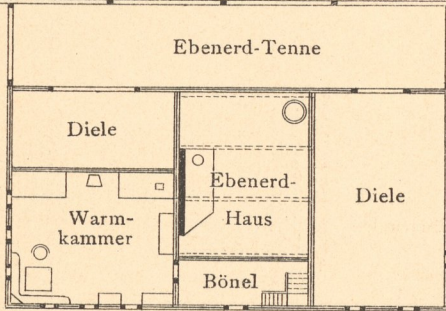 Ebenerd-Tenne
Diele
Ebenerd-
Haus
Diele
Warm-
kammer
Bönel